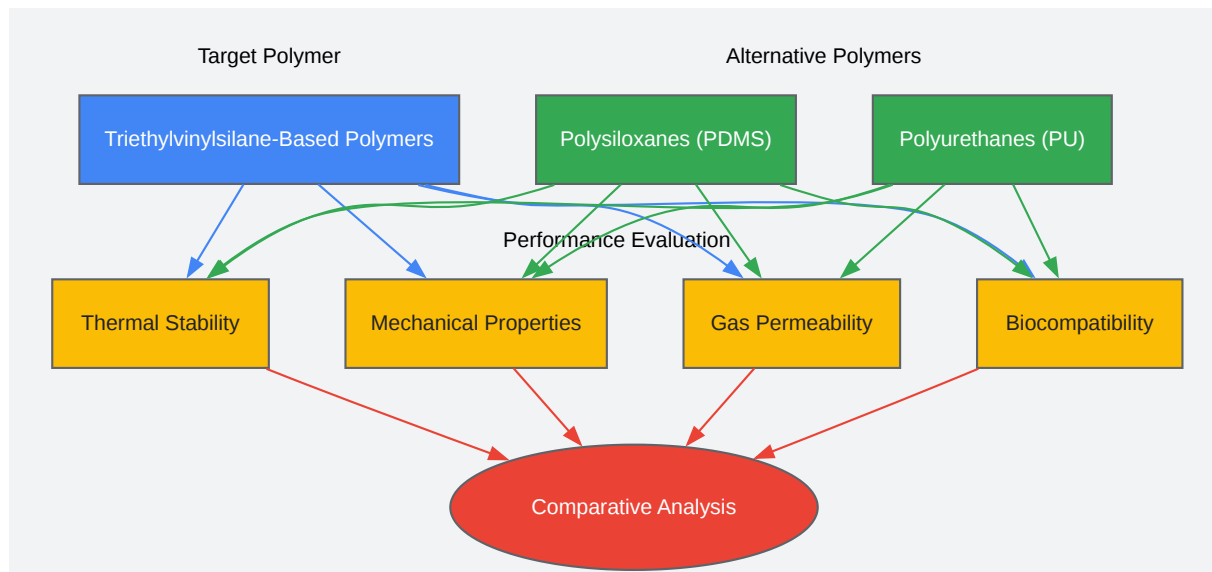 Target Polymer
Alternative Polymers
Triethylvinylsilane-Based Polymers
Polysiloxanes (PDMS)
Polyurethanes (PU)
Performance Evaluation
Thermal Stability
Mechanical Properties
Gas Permeability
Biocompatibility
Comparative Analysis